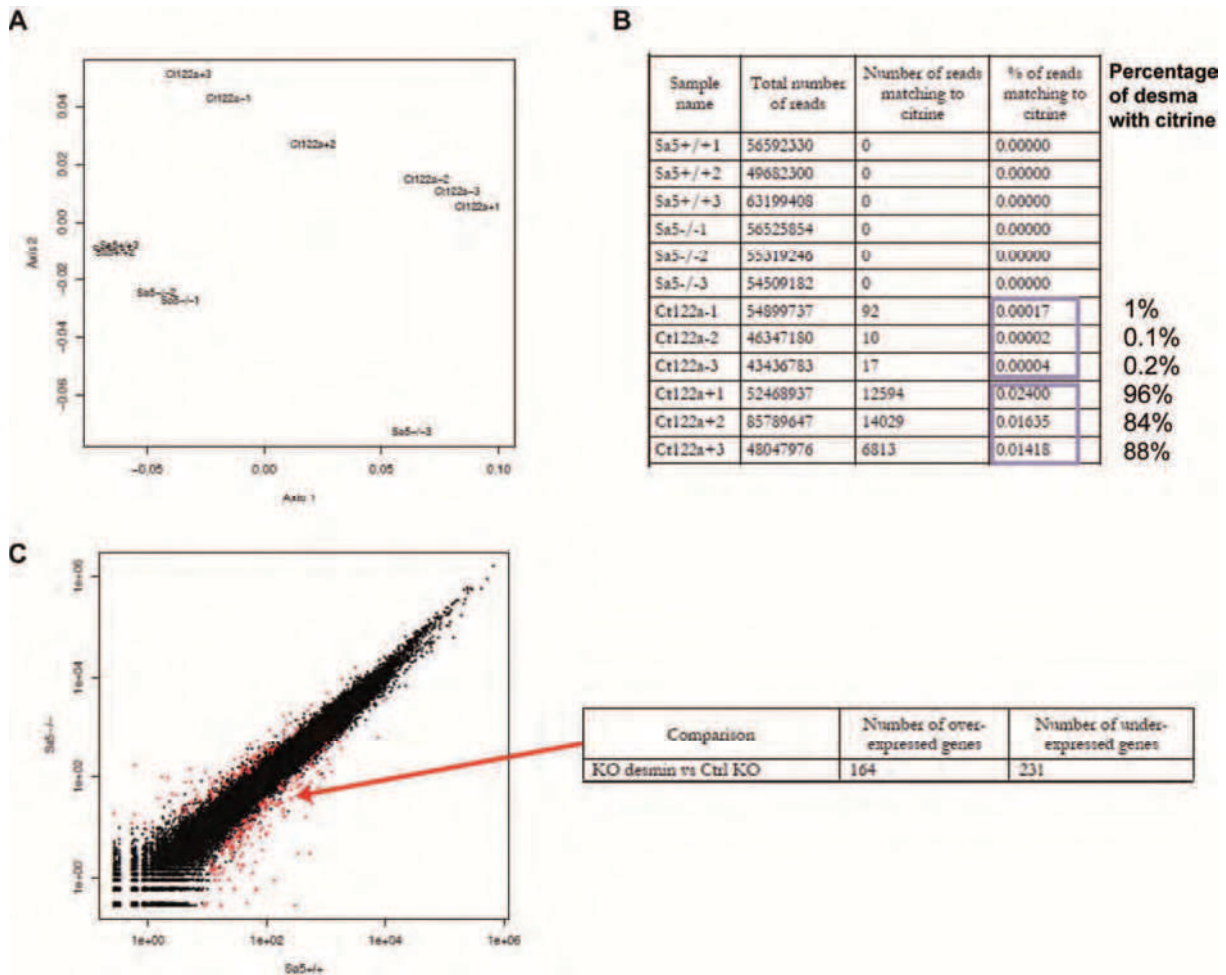 A
Ct122a+3
Ct122a-1
Ct122a+2
Ct122a-2
Ct122a-3
Ct122a+1
Sa5+/+3
Sa5-/-2
Sa5-/-1
Sa5-/-3
0.04
0.02
0.00
-0.02
-0.04
-0.06
Axis 2
-0.05 0.00 0.05 0.10
Axis 1
B
Sample name Total number of reads Number of reads matching to citrine % of reads matching to citrine Percentage of desma with citrine
Sa5+/+1 56592330 0 0.00000
Sa5+/+2 49682300 0 0.00000
Sa5+/+3 63199408 0 0.00000
Sa5-/-1 56525854 0 0.00000
Sa5-/-2 55319246 0 0.00000
Sa5-/-3 54509182 0 0.00000
Ct122a-1 54899737 92 0.00017 1%
Ct122a-2 46347180 10 0.00002 0.1%
Ct122a-3 43436783 17 0.00004 0.2%
Ct122a+1 52468937 12594 0.02400 96%
Ct122a+2 85789647 14029 0.01635 84%
Ct122a+3 48047976 6813 0.01418 88%
C
1e+06
1e+04
1e+02
1e+00
Sa5-/-
1e+00 1e+02 1e+04 1e+06
Sa5+/+
Comparison Number of over-expressed genes Number of under-expressed genes
KO desmin vs Ctrl KO 164 231